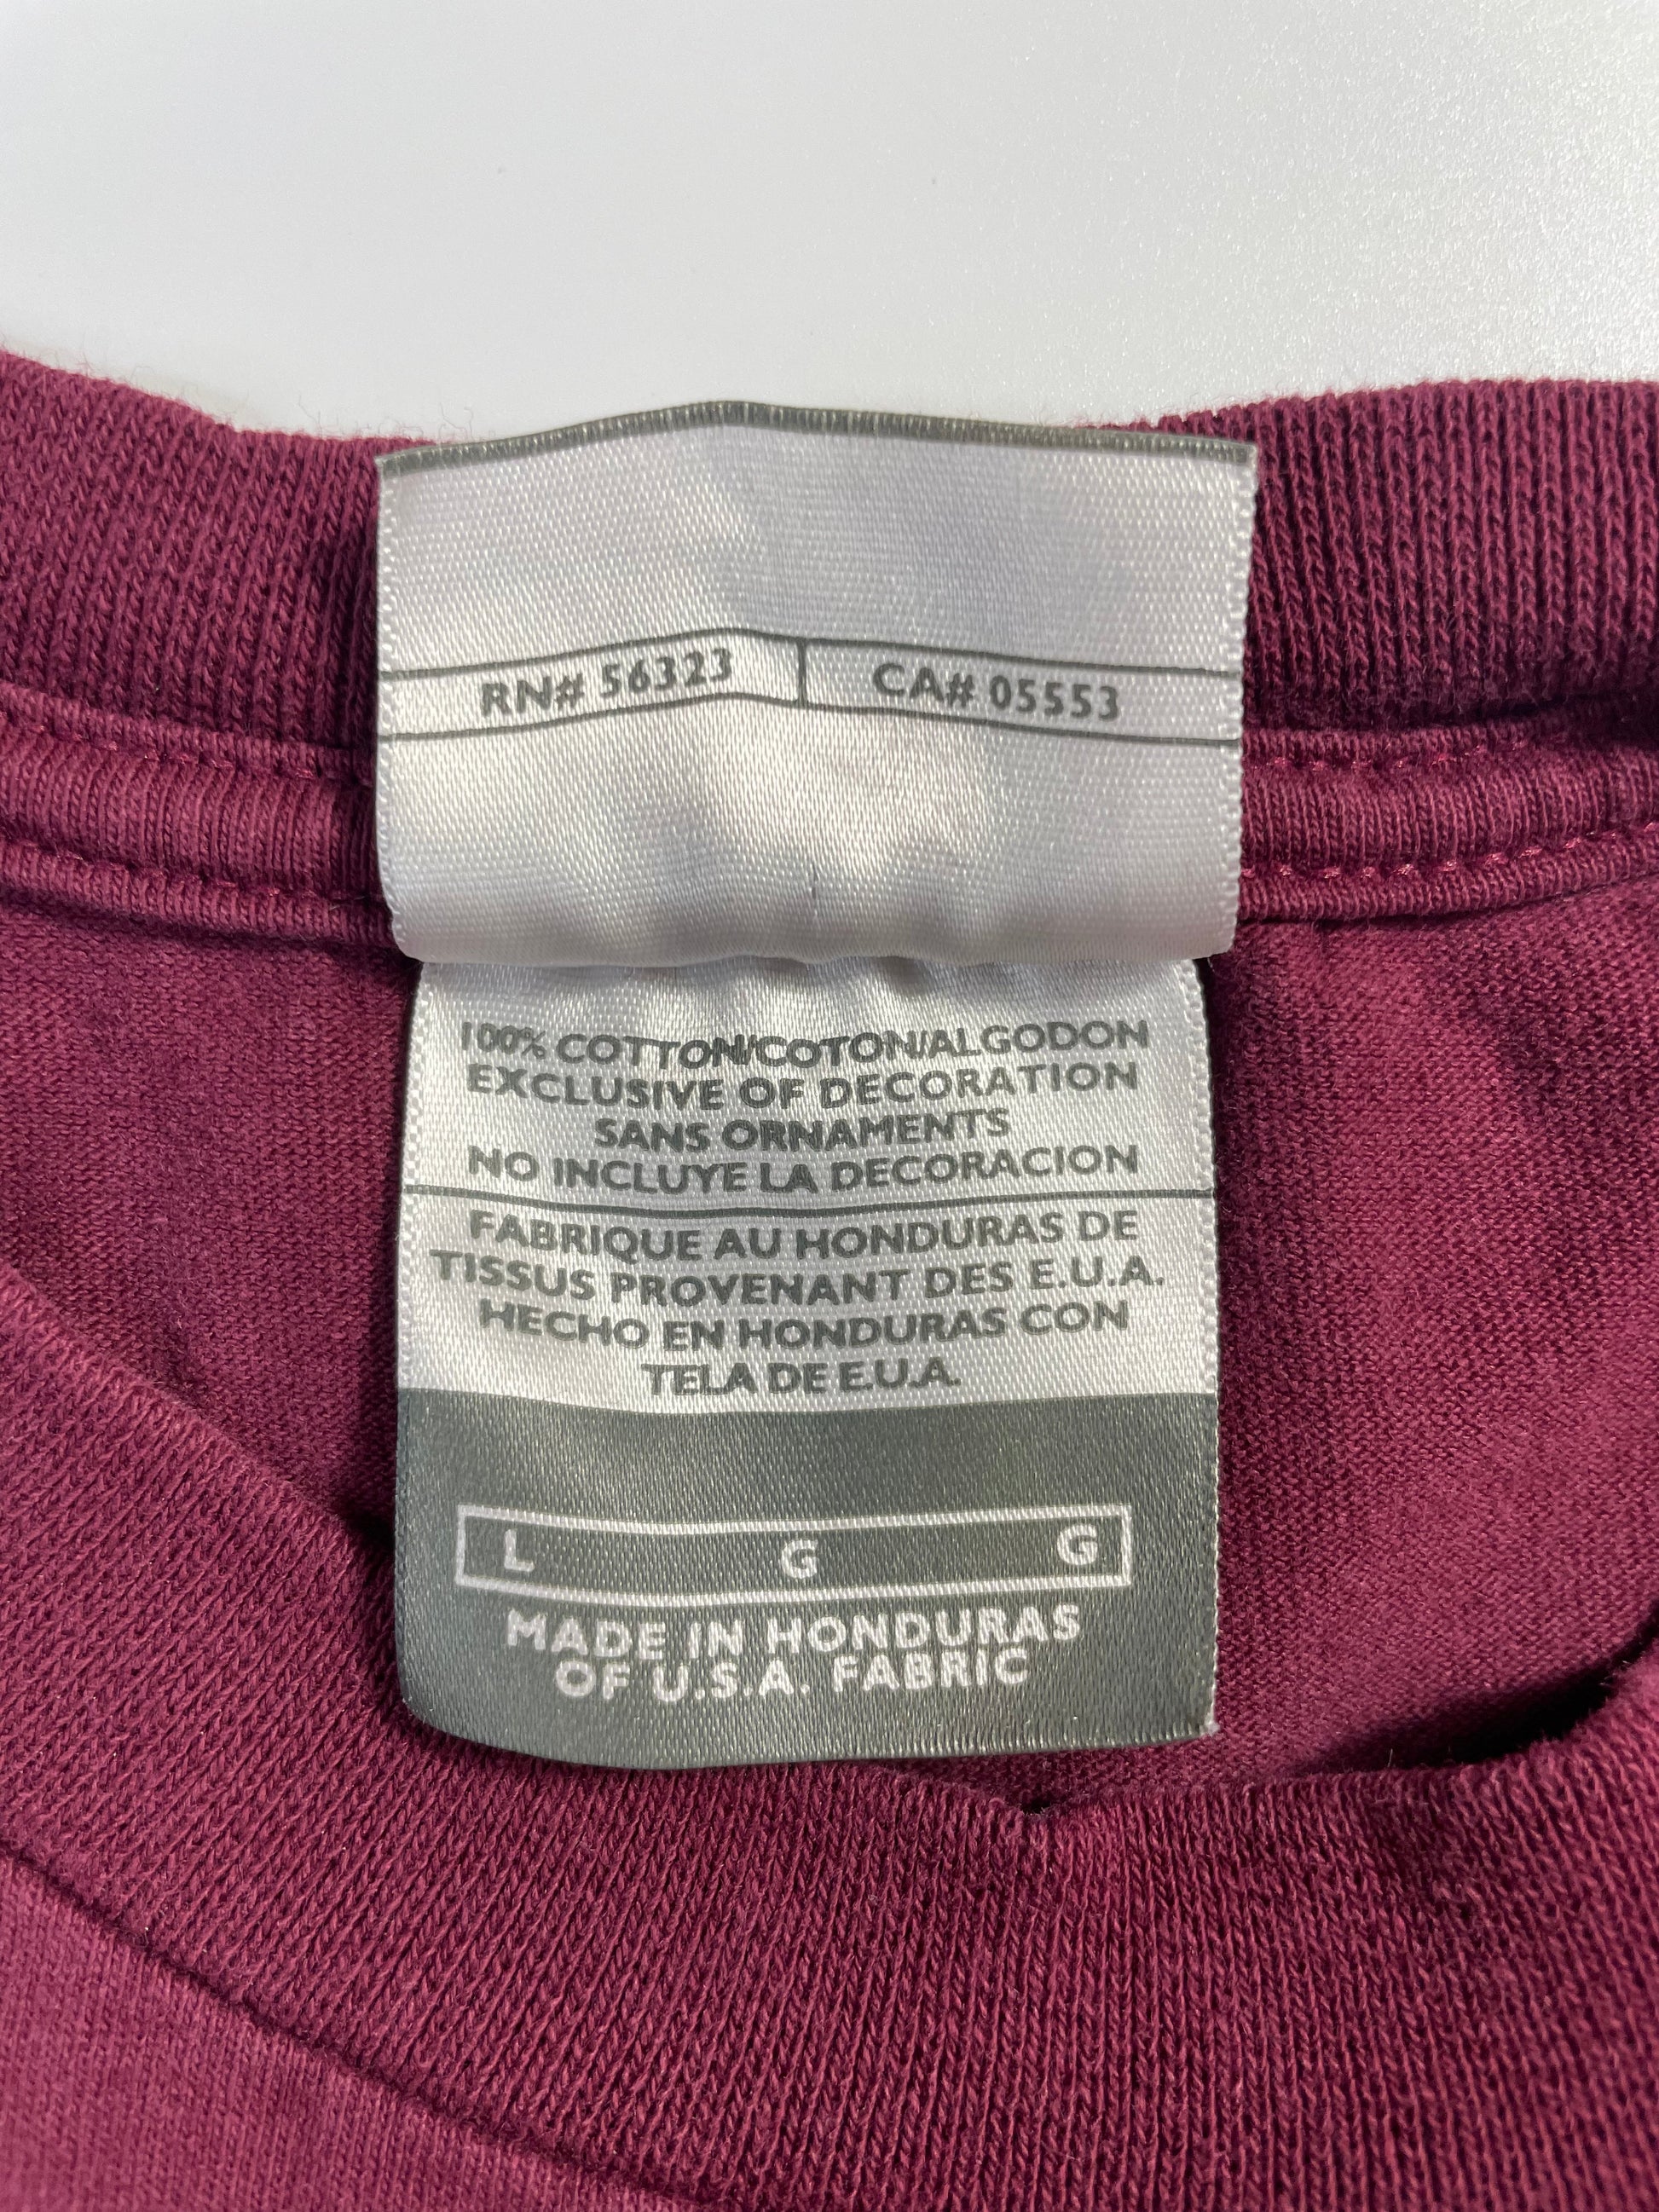 RN# 56323 CA# 05553
100% COTTON/COTON/ALGODON
EXCLUSIVE OF DECORATION
SANS ORNAMENTS
NO INCLUYE LA DECORACION
FABRIQUE AU HONDURAS DE
TISSUS PROVENANT DES E.U.A.
HECHO EN HONDURAS CON
TELA DE E.U.A.
L G G
MADE IN HONDURAS
OF U.S.A. FABRIC